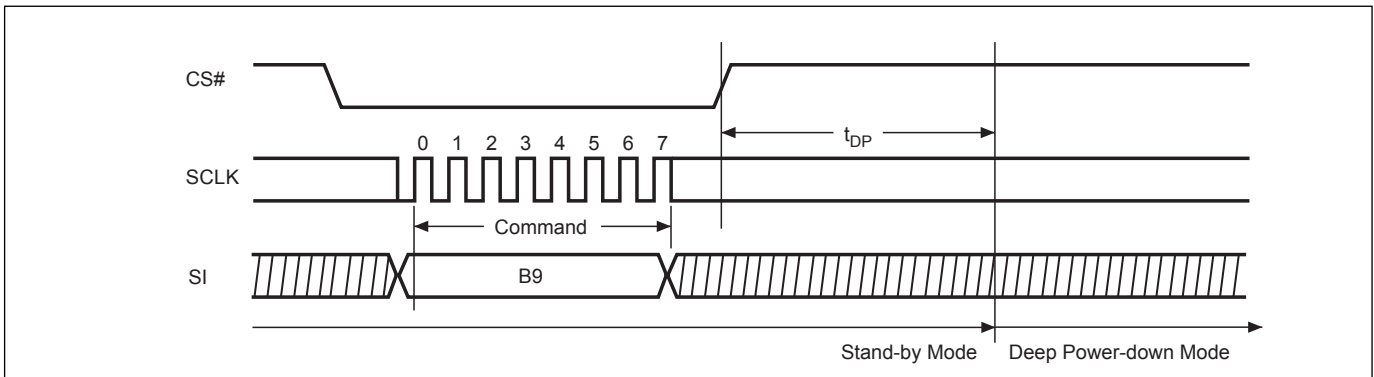 CS#
t_DP
0 1 2 3 4 5 6 7
SCLK
Command
SI
B9
Stand-by Mode Deep Power-down Mode